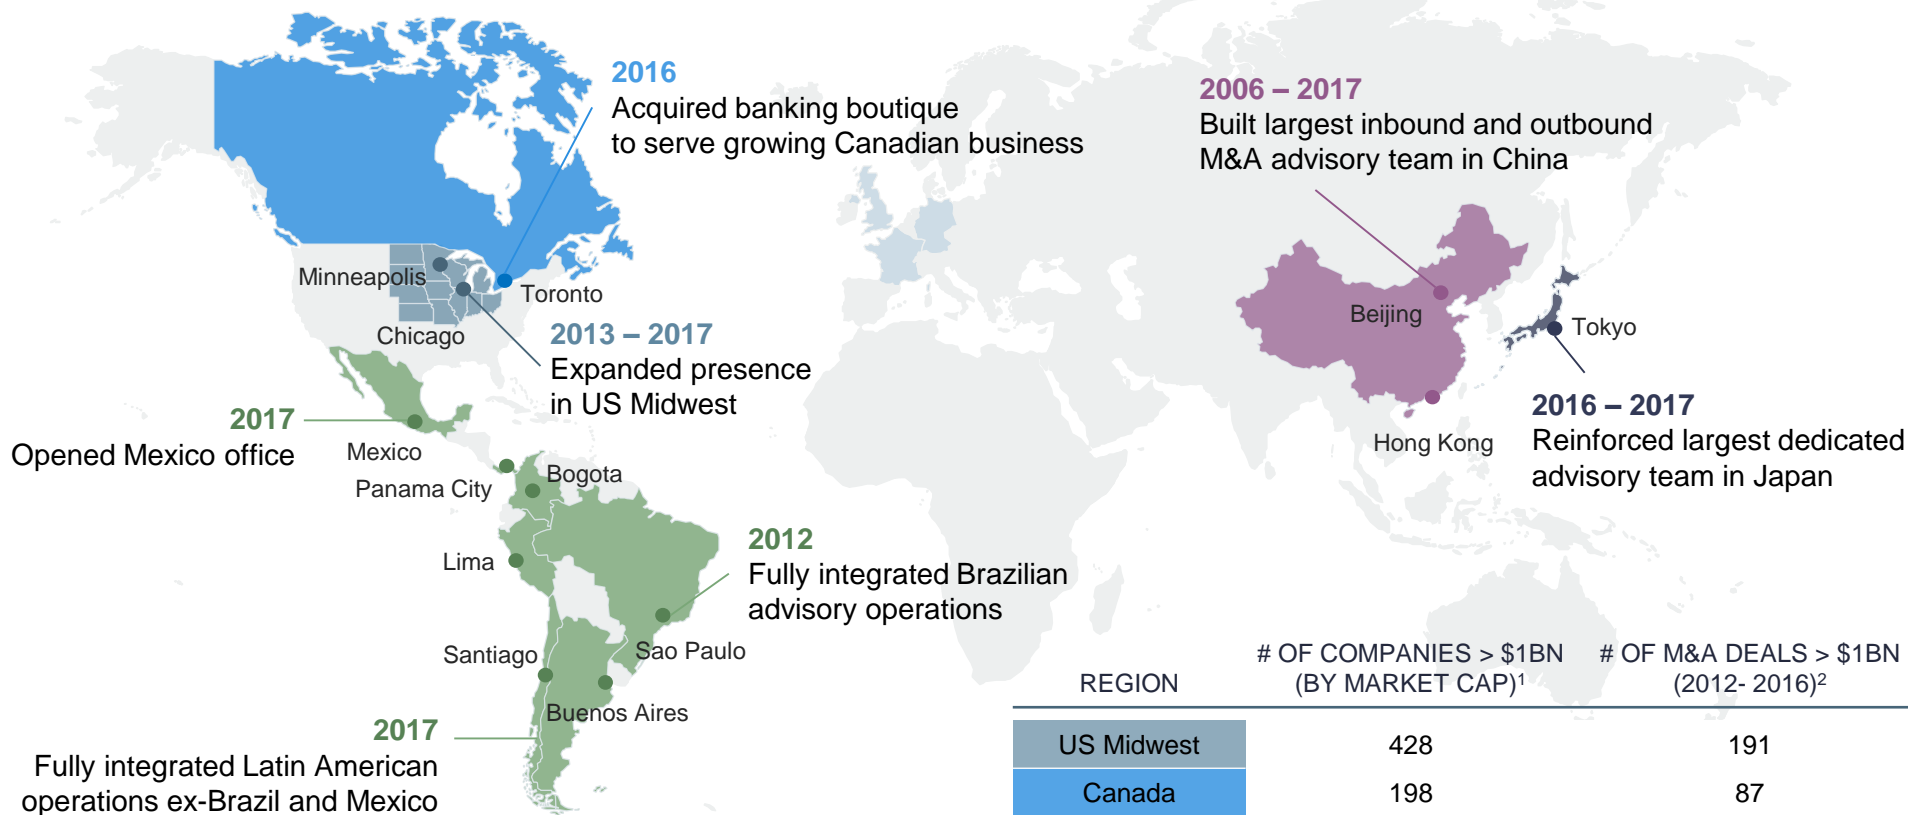 2016
Acquired banking boutique
to serve growing Canadian business
2006 – 2017
Built largest inbound and outbound
M&A advisory team in China
Minneapolis
Toronto
Chicago
2013 – 2017
Expanded presence
in US Midwest
Beijing
Tokyo
Hong Kong
2016 – 2017
Reinforced largest dedicated
advisory team in Japan
2017
Opened Mexico office
Mexico
Panama City
Bogota
Lima
2012
Fully integrated Brazilian
advisory operations
Santiago
Sao Paulo
Buenos Aires
2017
Fully integrated Latin American
operations ex-Brazil and Mexico
REGION
# OF COMPANIES > $1BN
(BY MARKET CAP)1
# OF M&A DEALS > $1BN
(2012- 2016)2
US Midwest 428 191
Canada 198 87